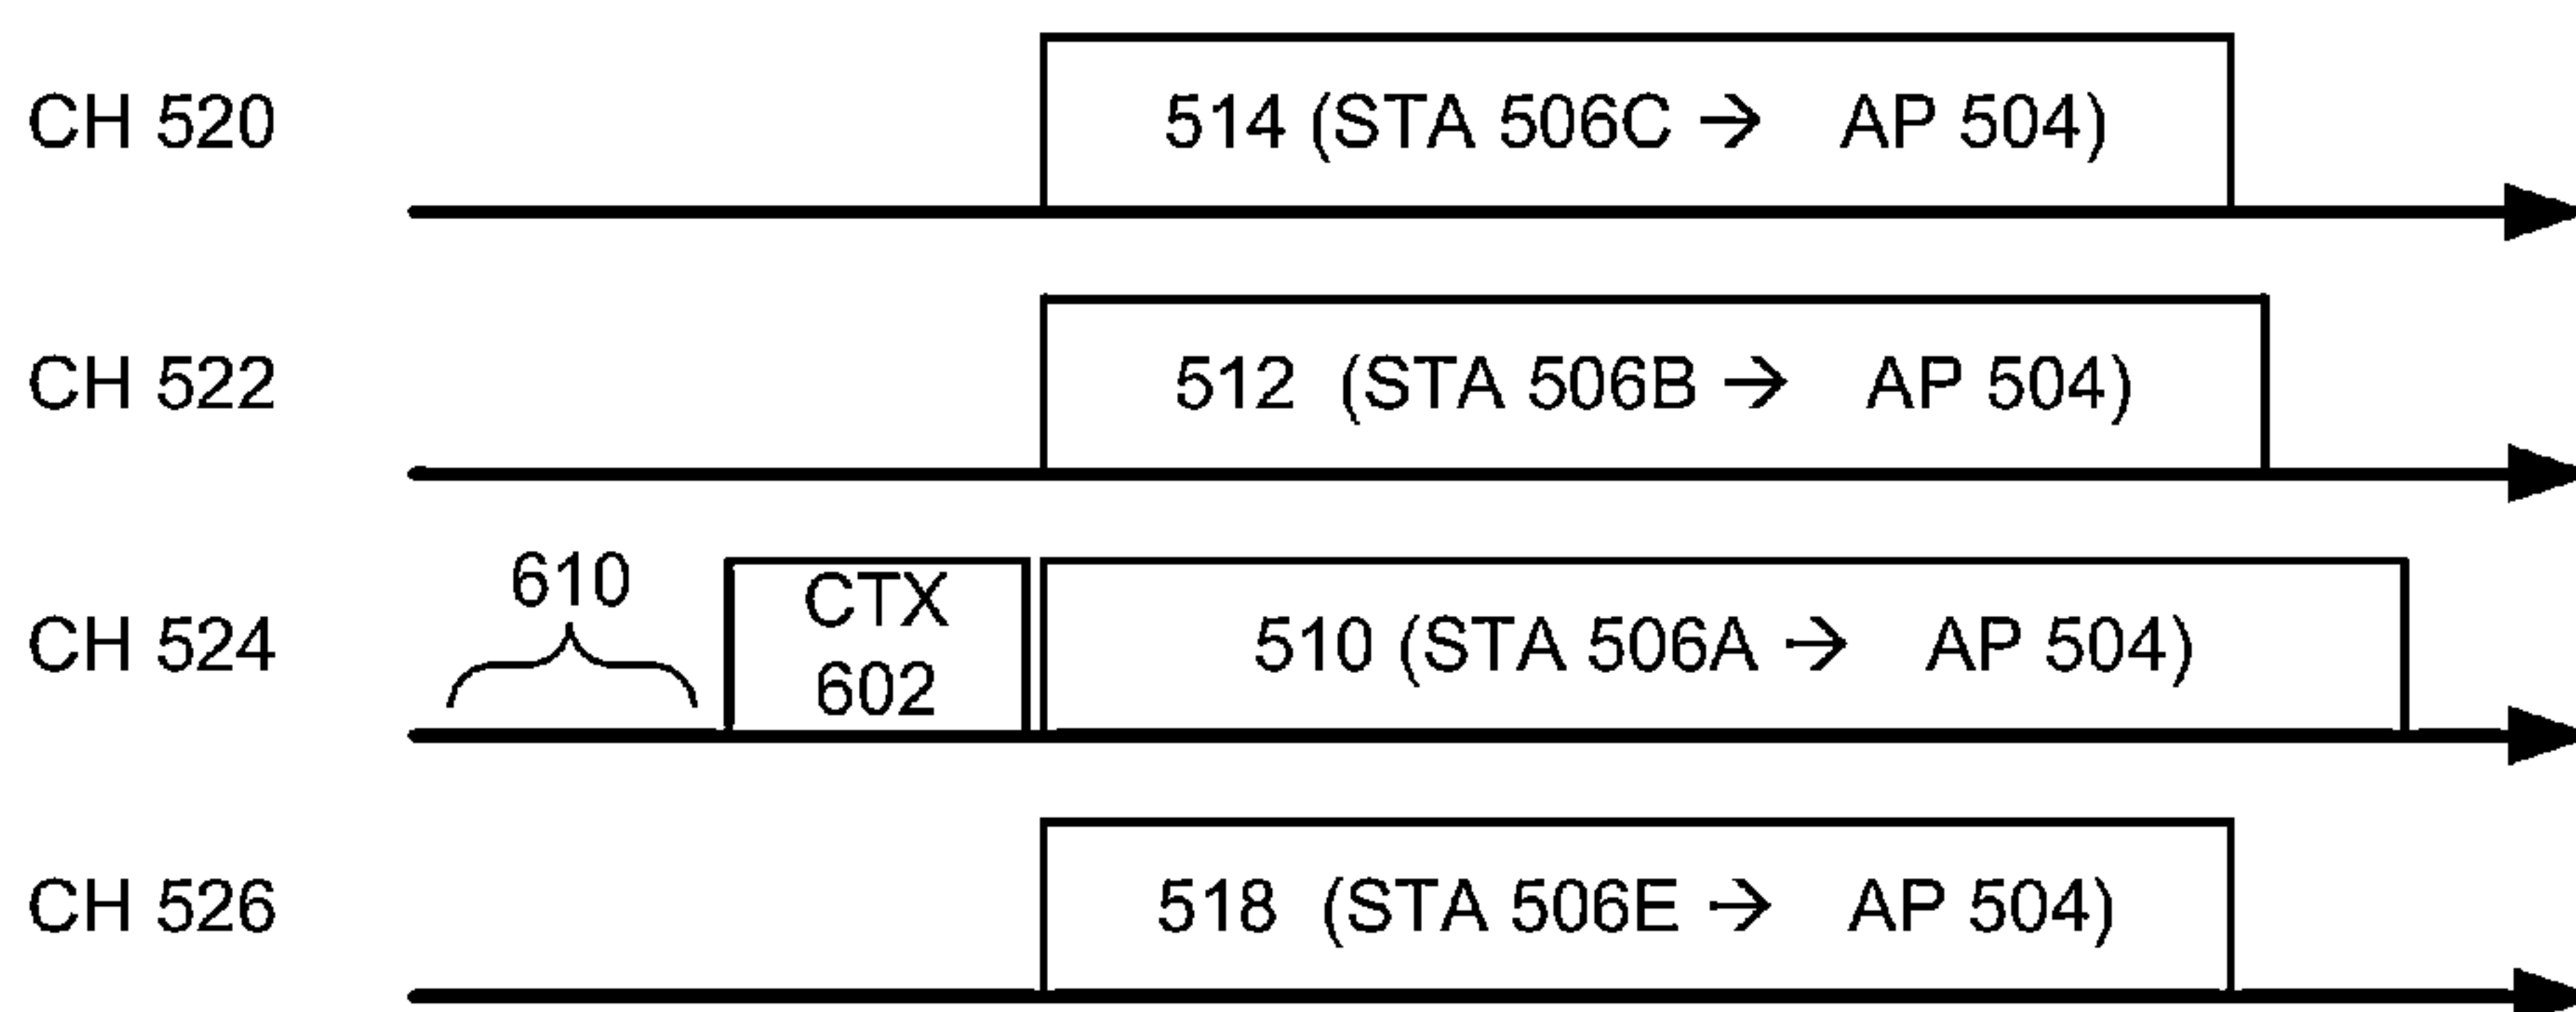 CH 520
514 (STA 506C → AP 504)
CH 522
512 (STA 506B → AP 504)
CH 524
610
CTX
602
510 (STA 506A → AP 504)
CH 526
518 (STA 506E → AP 504)